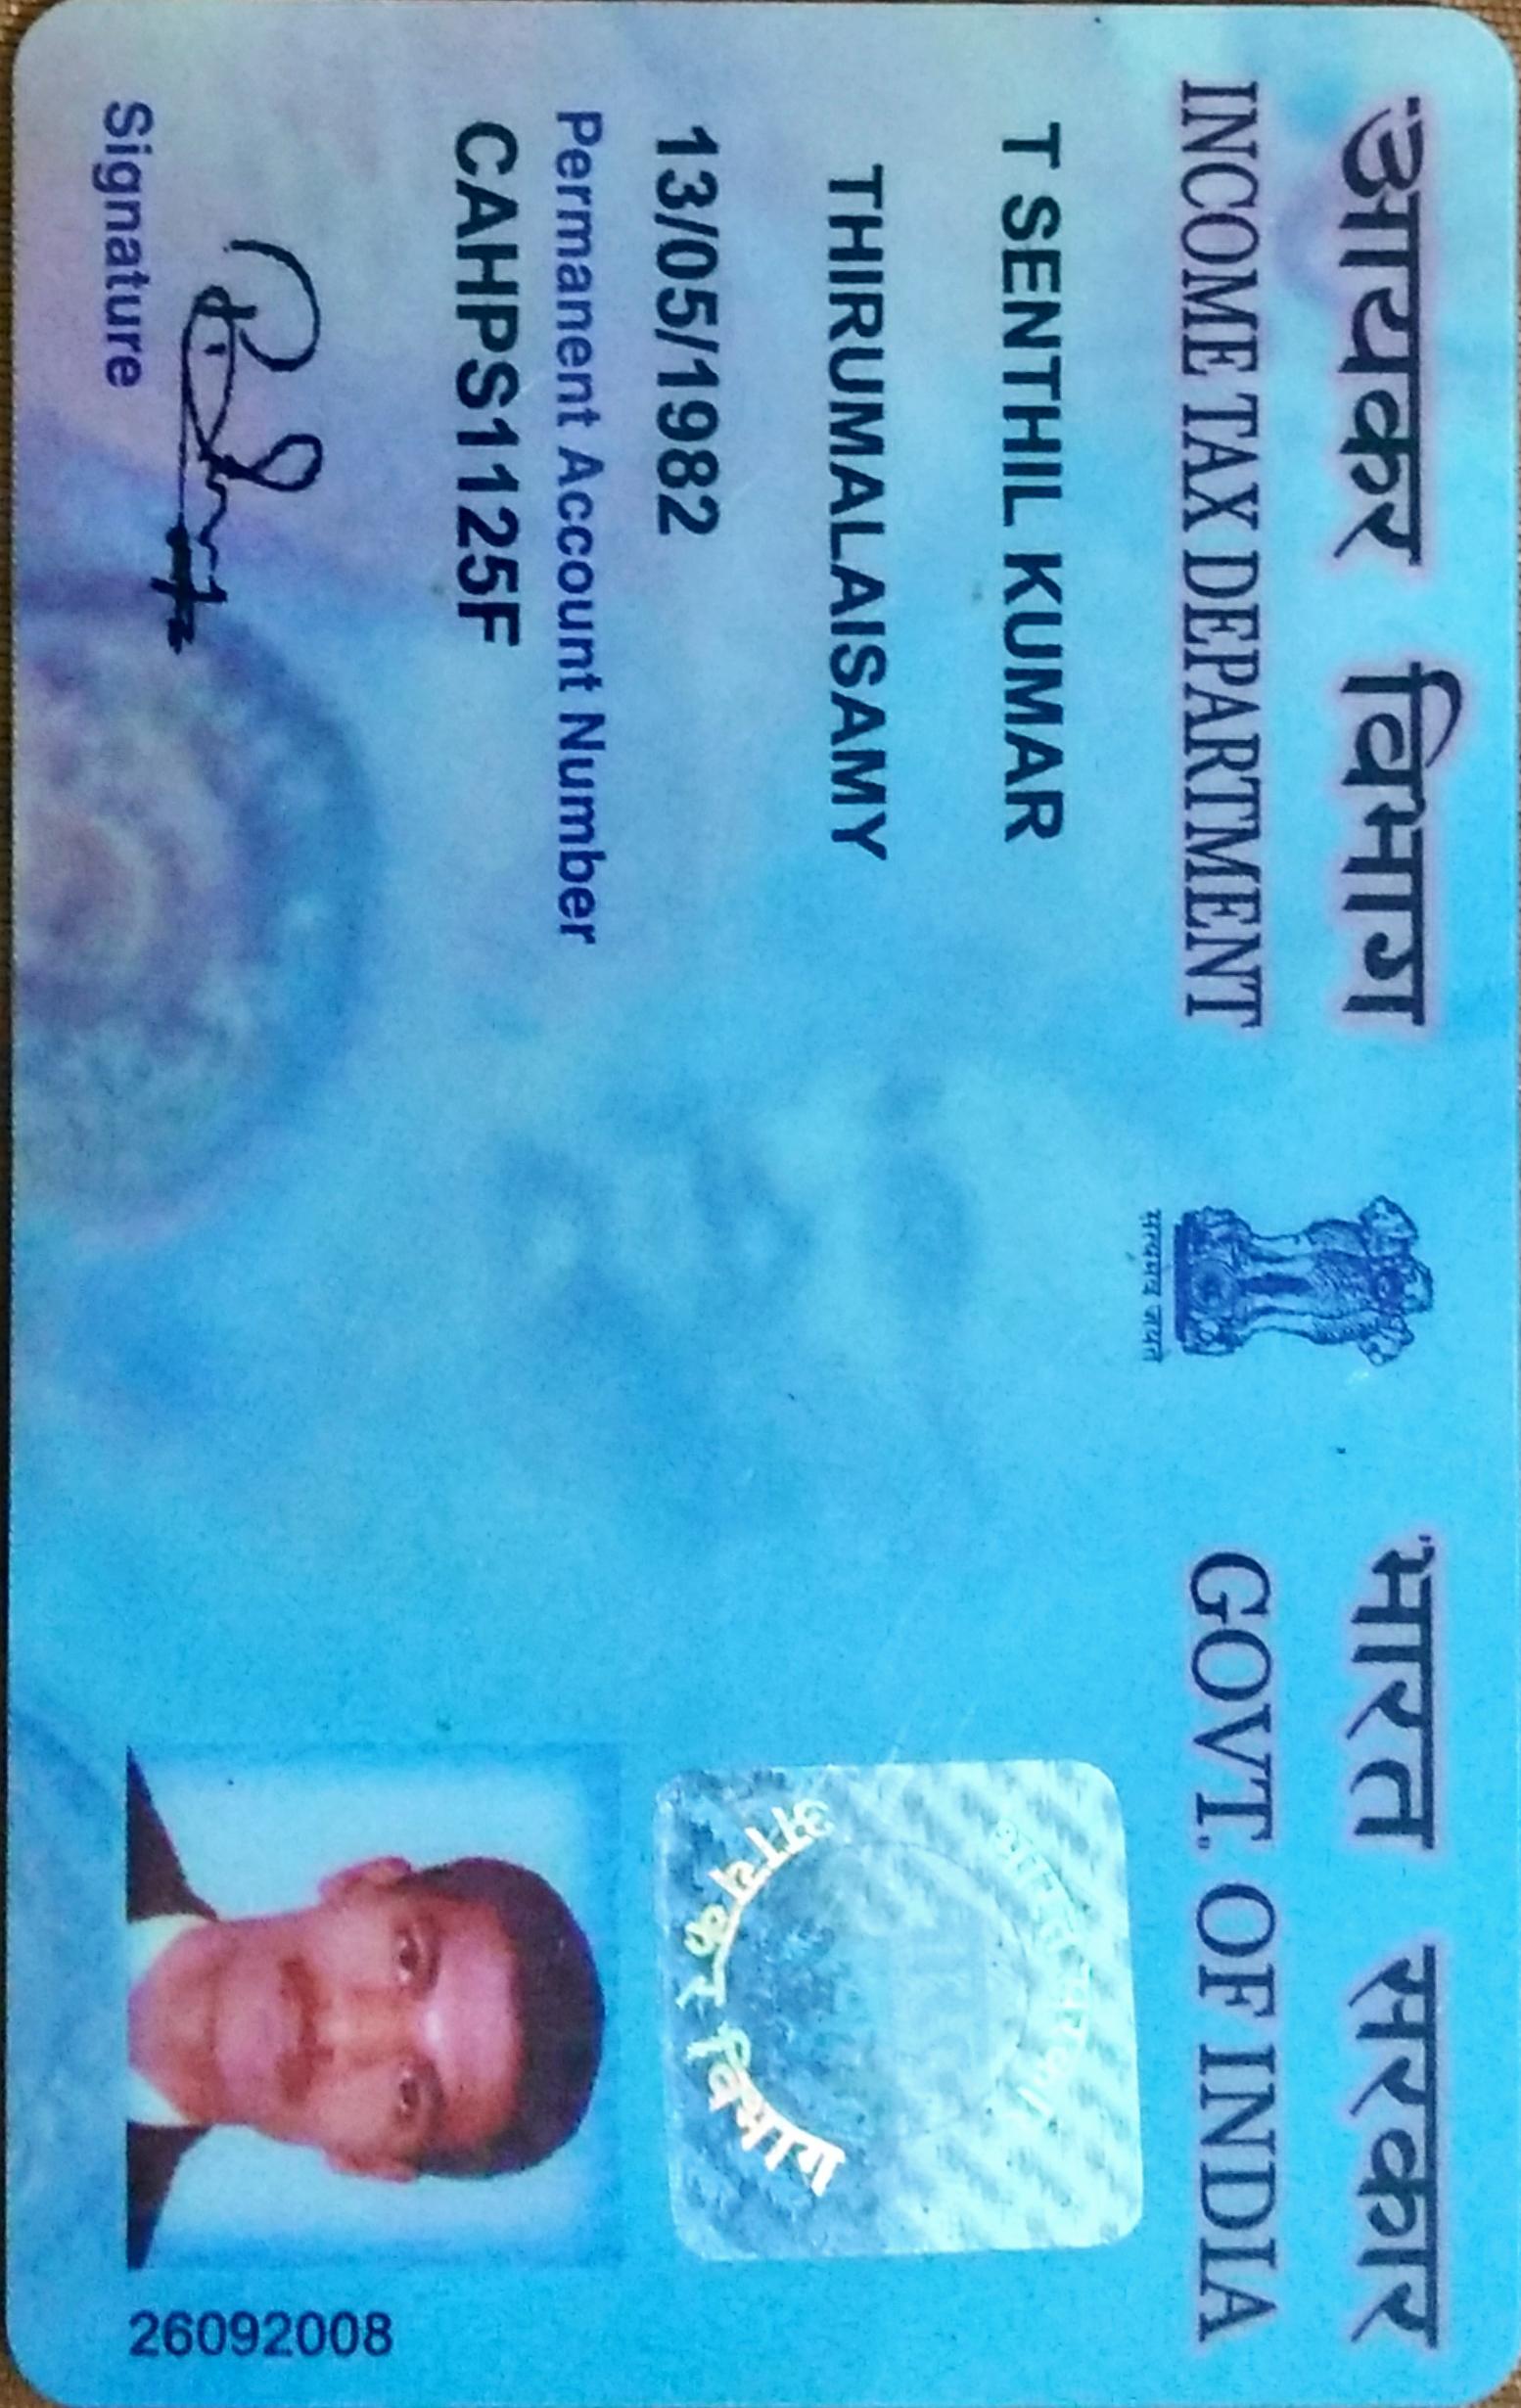 आयकर विभाग
INCOME TAX DEPARTMENT
सत्यमेव जयते
भारत सरकार
GOVT. OF INDIA
T SENTHIL KUMAR
THIRUMALAISAMY
13/05/1982
Permanent Account Number
CAHPS1125F
Signature
आयकर विभाग
26092008